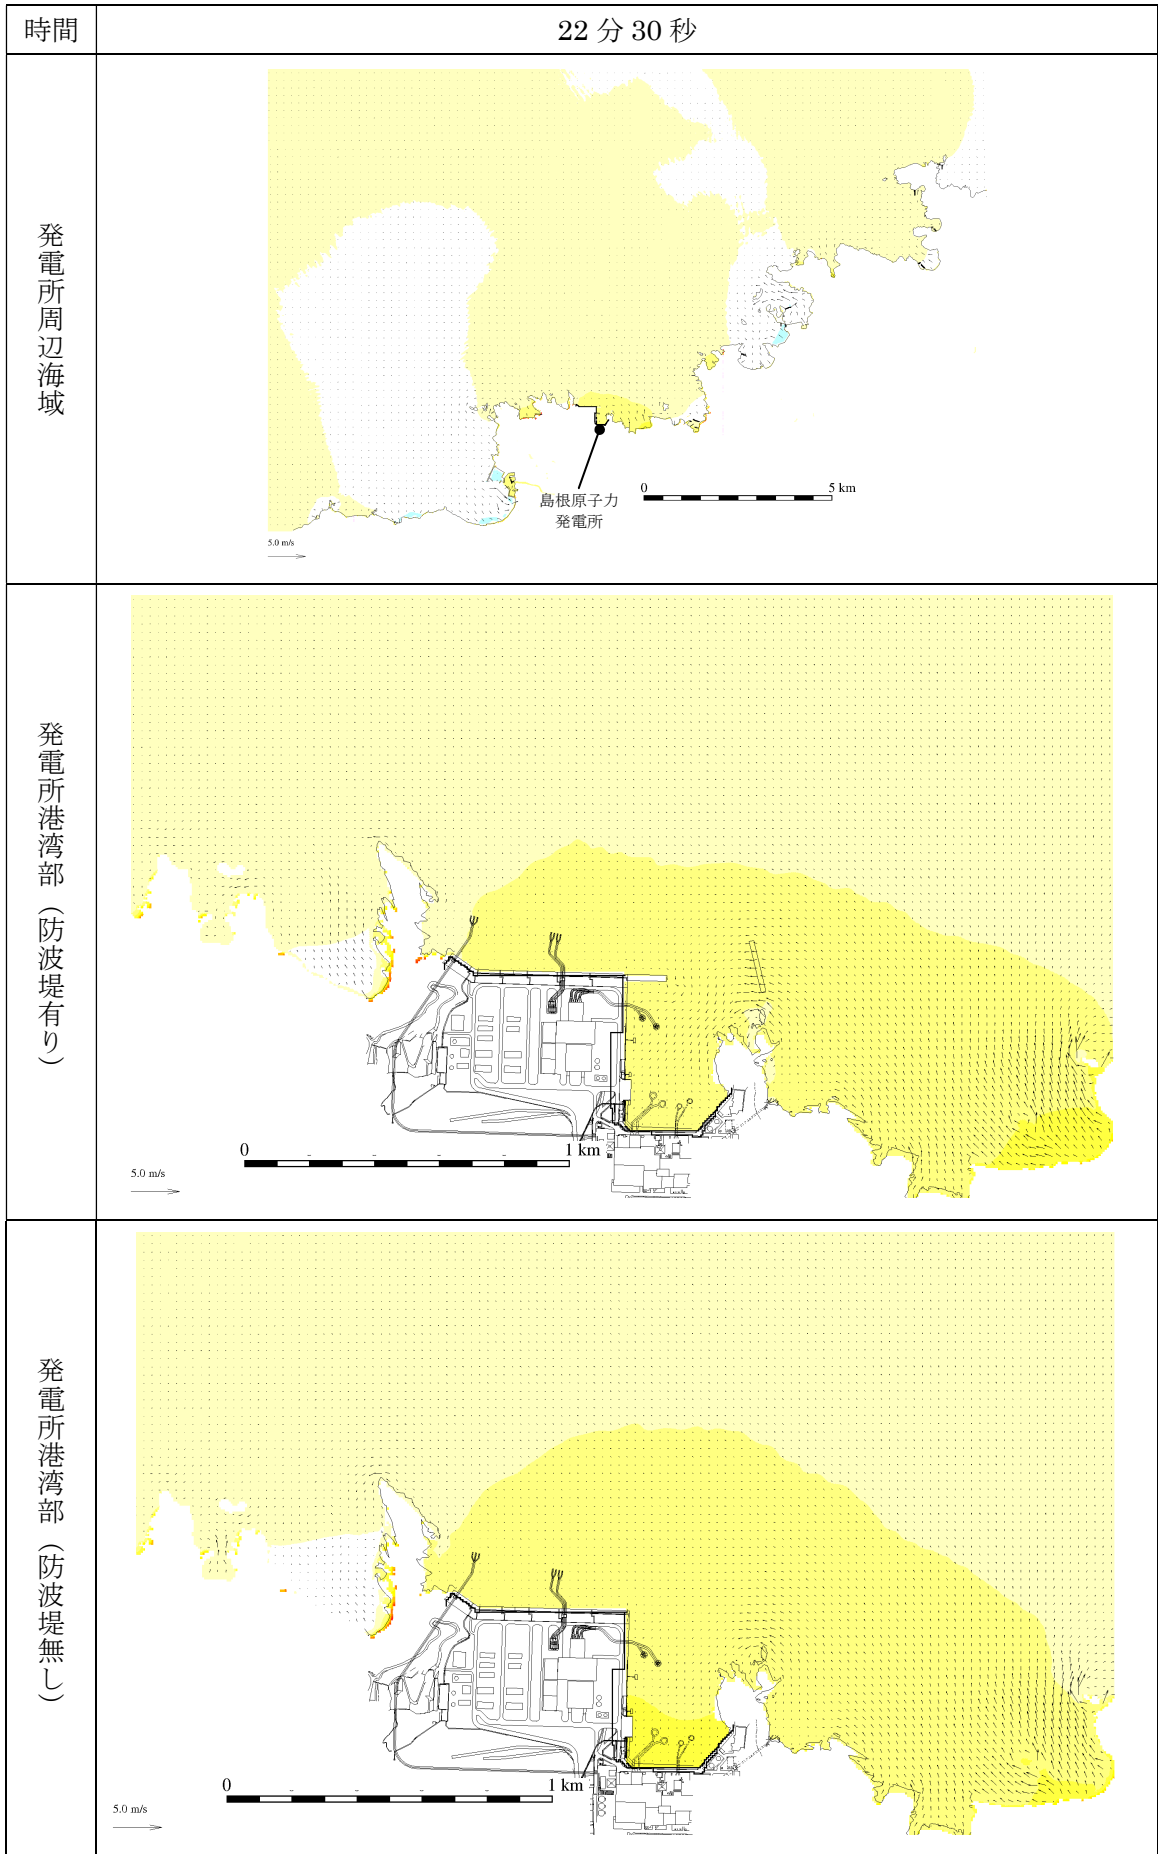 時間
22 分 30 秒
発電所周辺海域
島根原子力
発電所
0
5 km
5.0 m/s
発電所港湾部（防波堤有り）
0
1 km
5.0 m/s
発電所港湾部（防波堤無し）
0
1 km
5.0 m/s